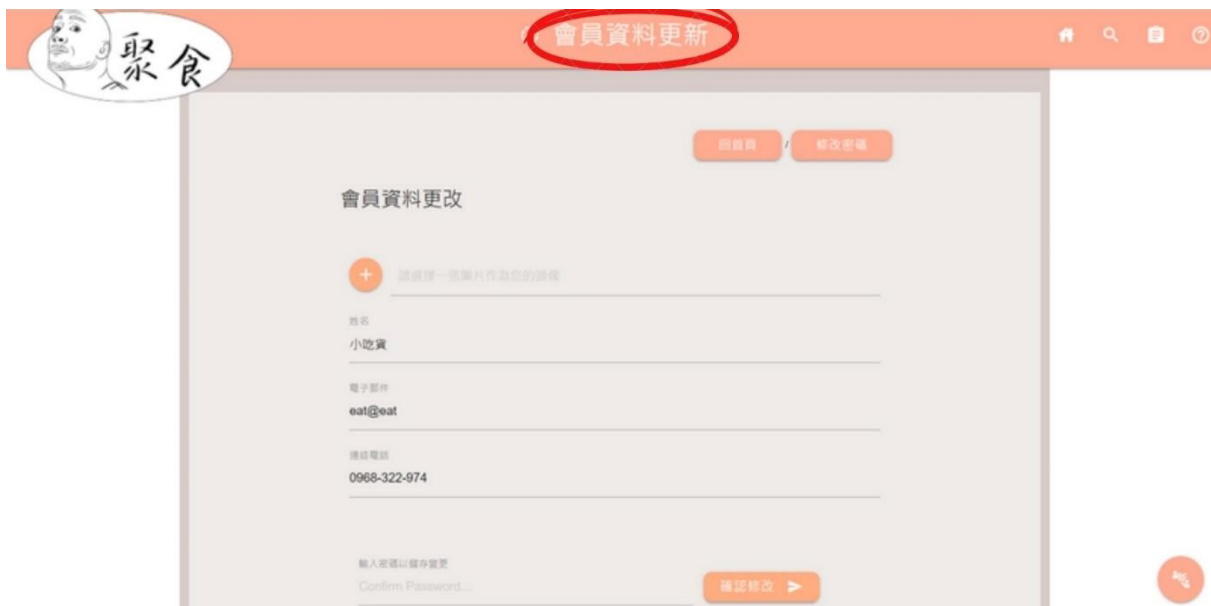 聚食
會員資料更新
回首頁 / 修改密碼
會員資料更改
請選擇一張圖片作為您的頭像
姓名
小吃貨
電子郵件
eat@eat
連絡電話
0968-322-974
輸入密碼以儲存變更
Confirm Password...
確認修改